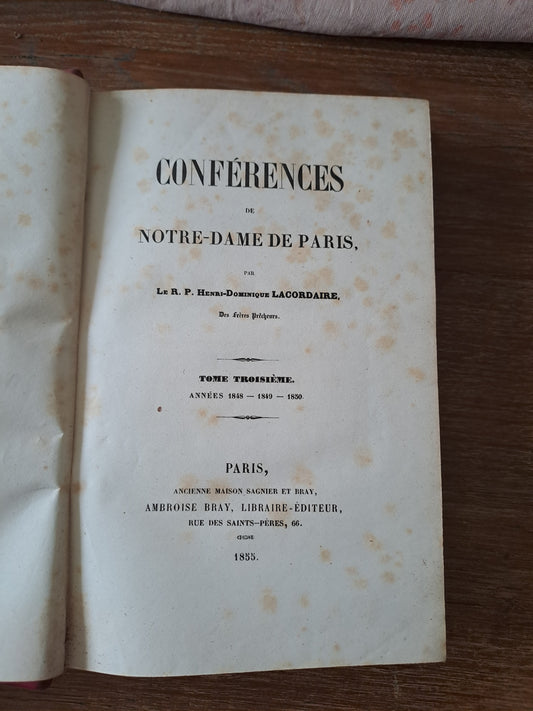 CONFÉRENCES
DE
NOTRE-DAME DE PARIS,
PAR
LE R. P. HENRI-DOMINIQUE LACORDAIRE,
Des Frères Prêcheurs.
TOME TROISIÈME.
ANNÉES 1848 — 1849 — 1850.
PARIS,
ANCIENNE MAISON SAGNIER ET BRAY,
AMBROISE BRAY, LIBRAIRE-ÉDITEUR,
RUE DES SAINTS-PÈRES, 66.
1855.